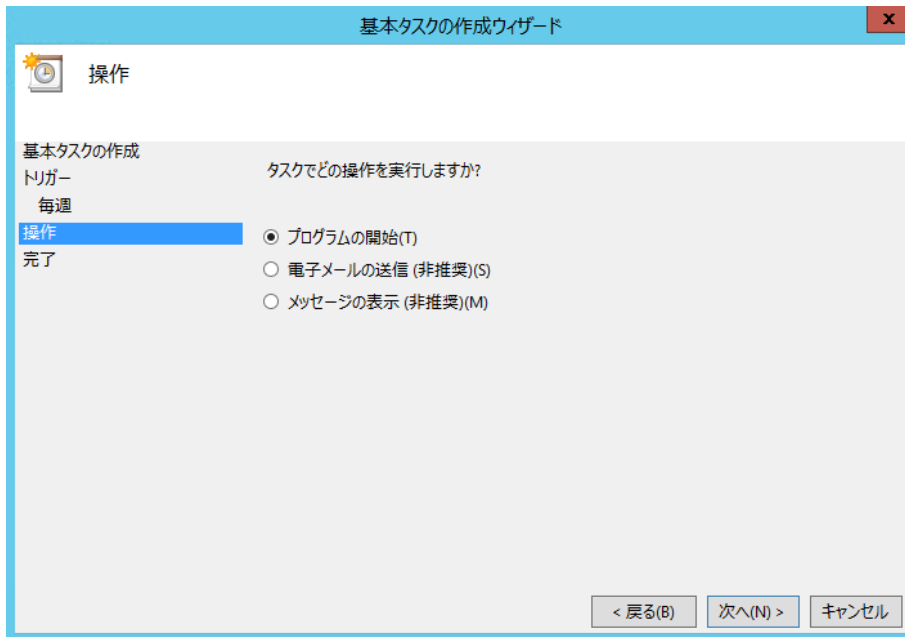 基本タスクの作成ウィザード
x
操作
基本タスクの作成
トリガー
毎週
操作
完了
タスクでどの操作を実行しますか?
プログラムの開始(T)
電子メールの送信 (非推奨)(S)
メッセージの表示 (非推奨)(M)
< 戻る(B)
次へ(N) >
キャンセル